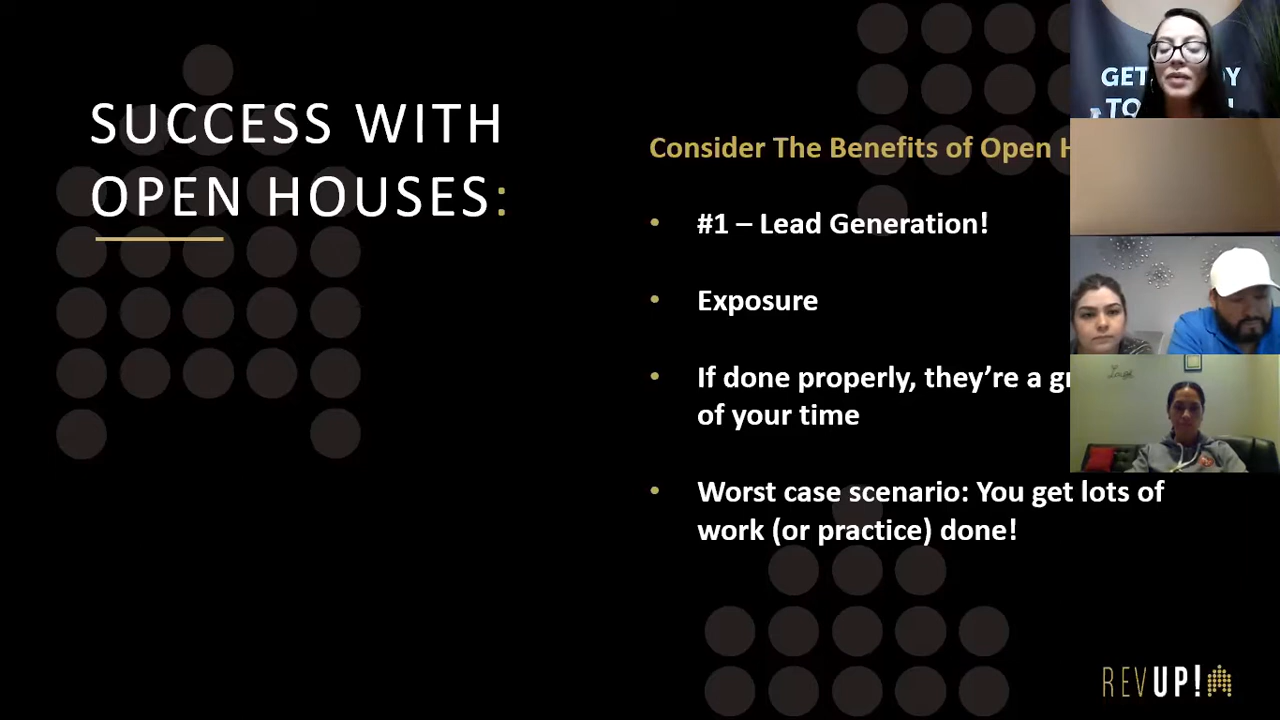 SUCCESS WITH
OPEN HOUSES:
Consider The Benefits of Open
• #1 – Lead Generation!
• Exposure
• If done properly, they’re a
of your time
• Worst case scenario: You get lots of
work (or practice) done!
GET
TO
REVUP!